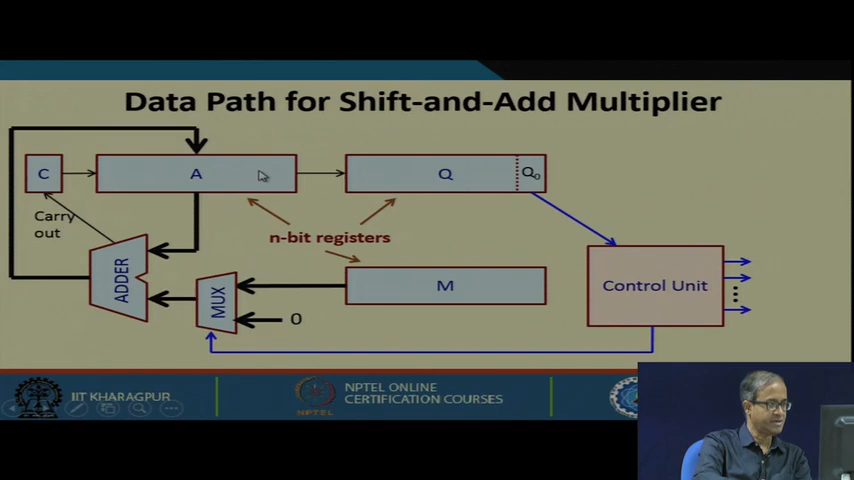 Data Path for Shift-and-Add Multiplier
C
A
Q
Q0
Carry
out
n-bit registers
ADDER
MUX
M
0
Control Unit
IIT KHARAGPUR
NPTEL
NPTEL ONLINE
CERTIFICATION COURSES